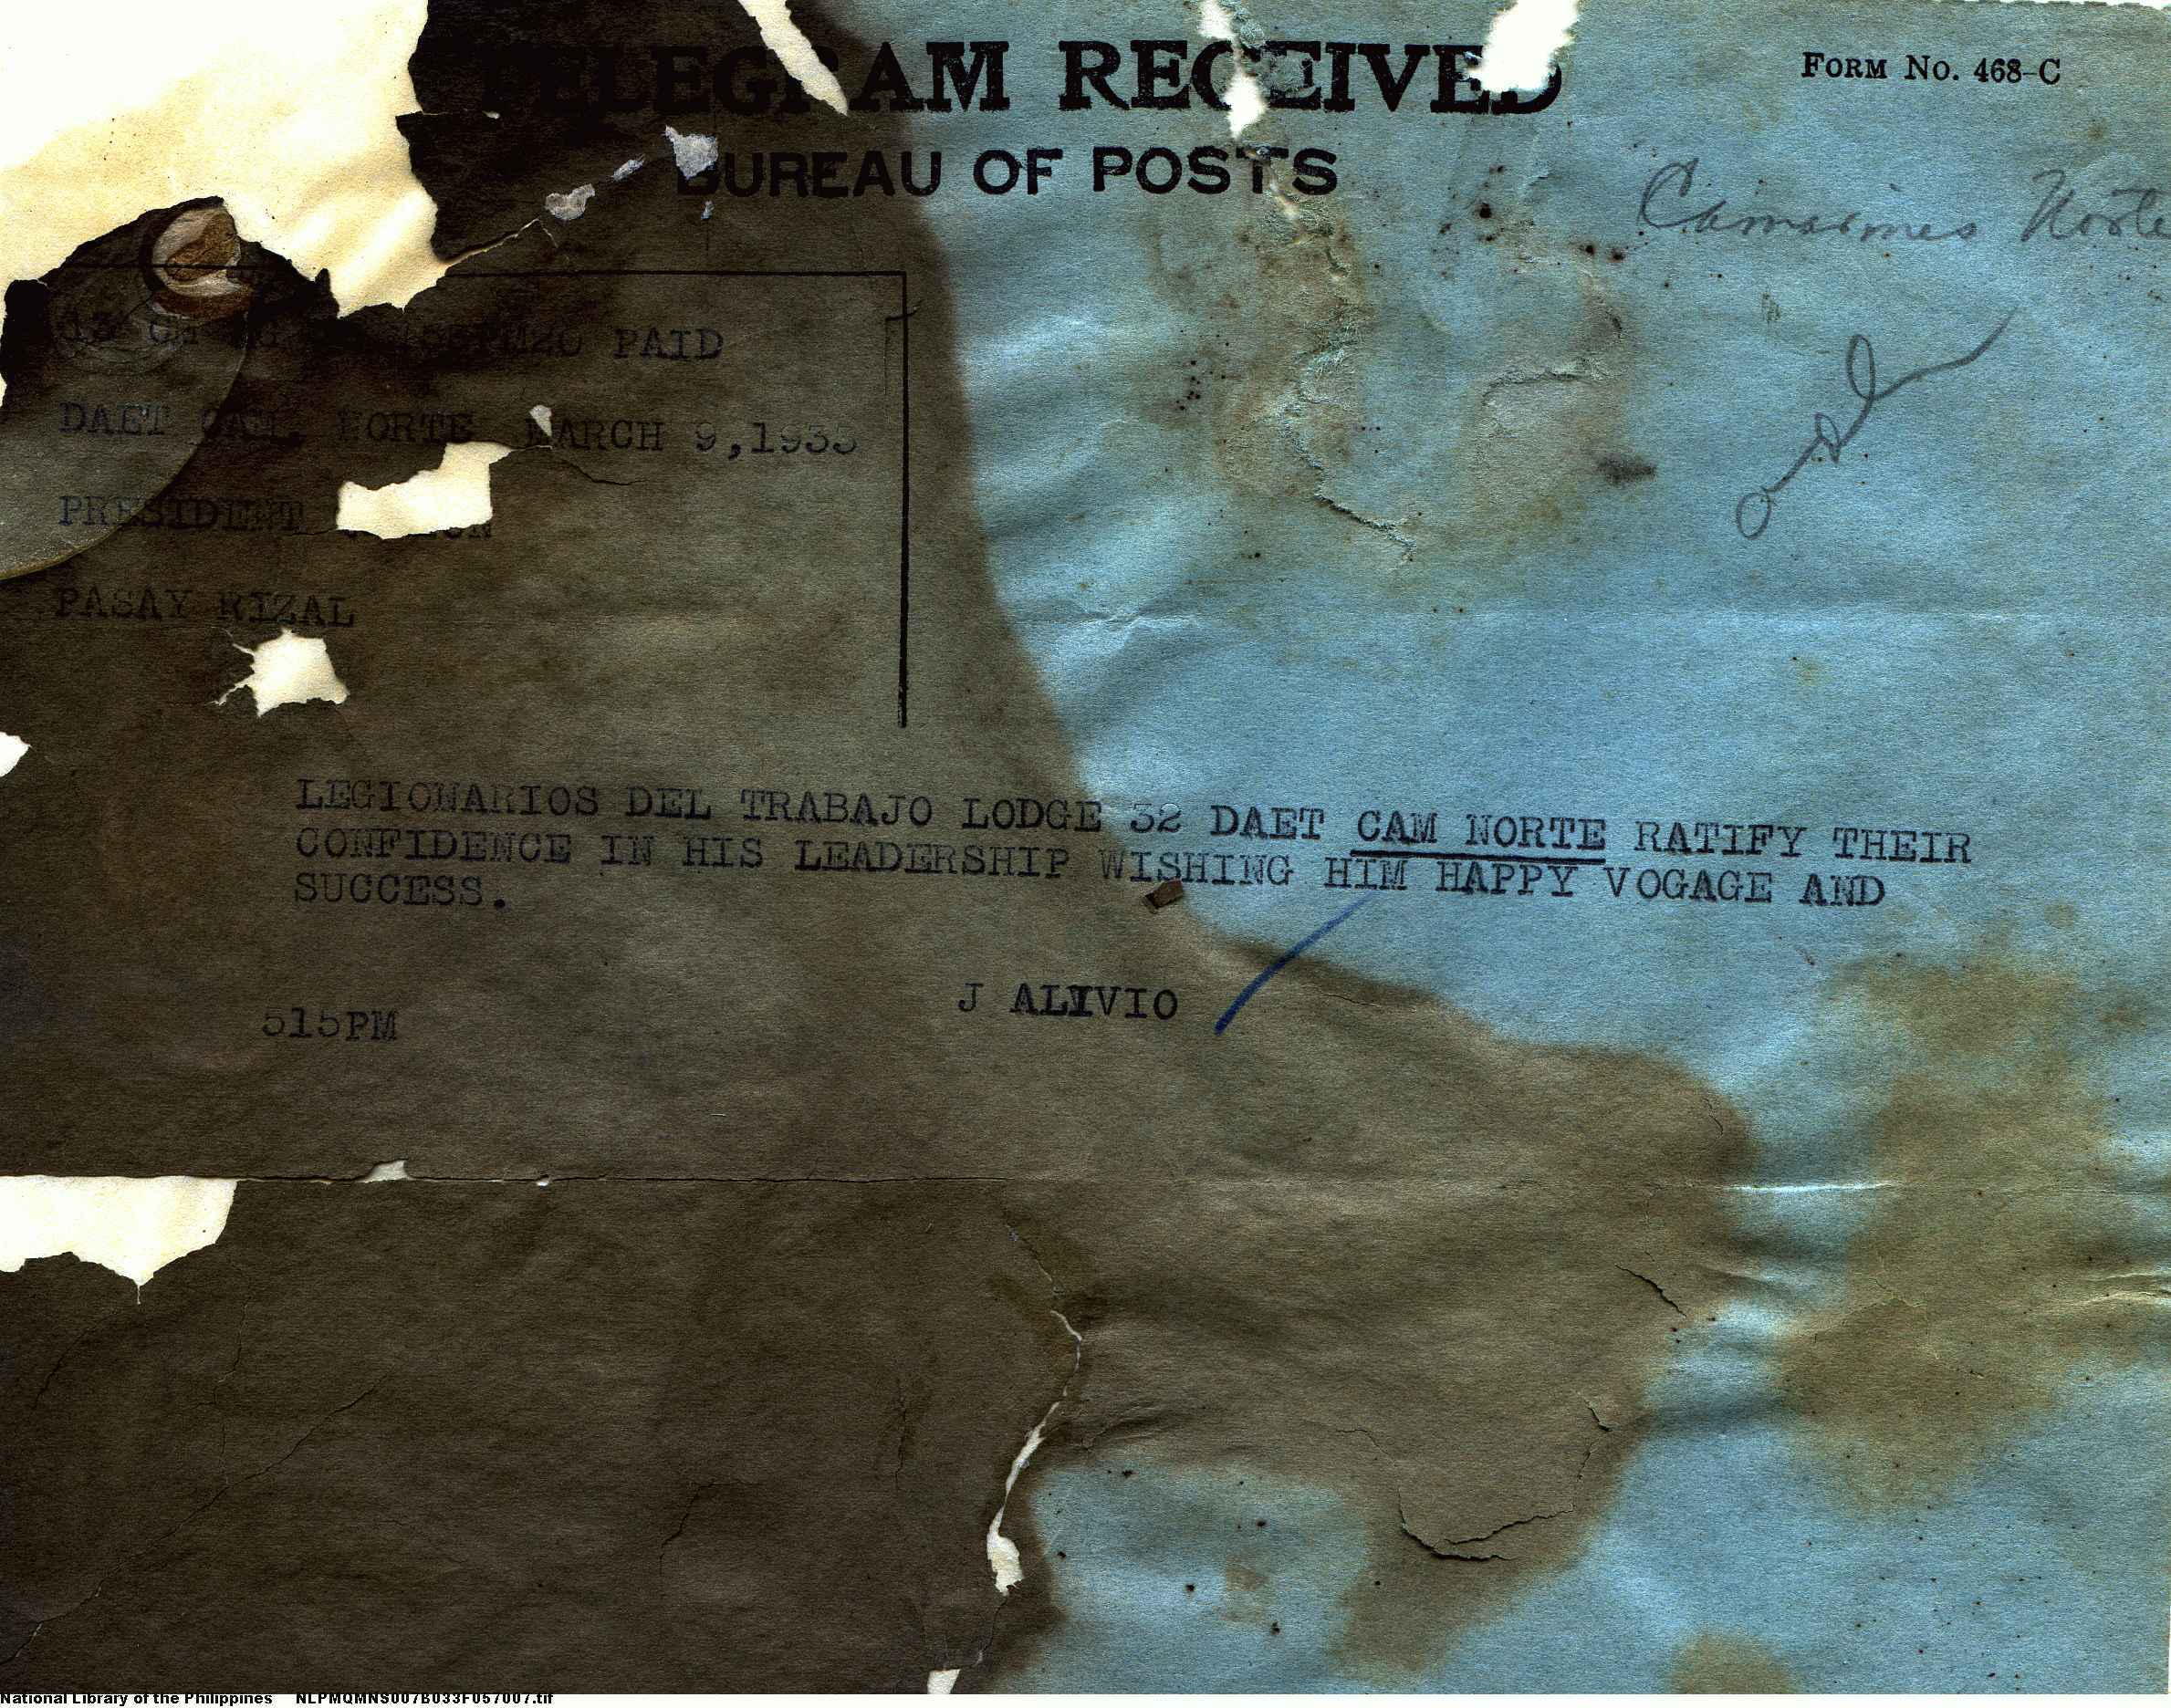 TELEGRAM RECEIVED
FORM NO. 468-C
BUREAU OF POSTS
Camarines Norte
PAID
DAET CAM. NORTE MARCH 9,1933
PRESIDENT
PASAY RIZAL
LEGIONARIOS DEL TRABAJO LODGE 32 DAET CAM NORTE RATIFY THEIR
CONFIDENCE IN HIS LEADERSHIP WISHING HIM HAPPY VOGAGE AND
SUCCESS.
J ALIVIO
515PM
National Library of the Philippines NLPMQMNS007B033F057007.tif